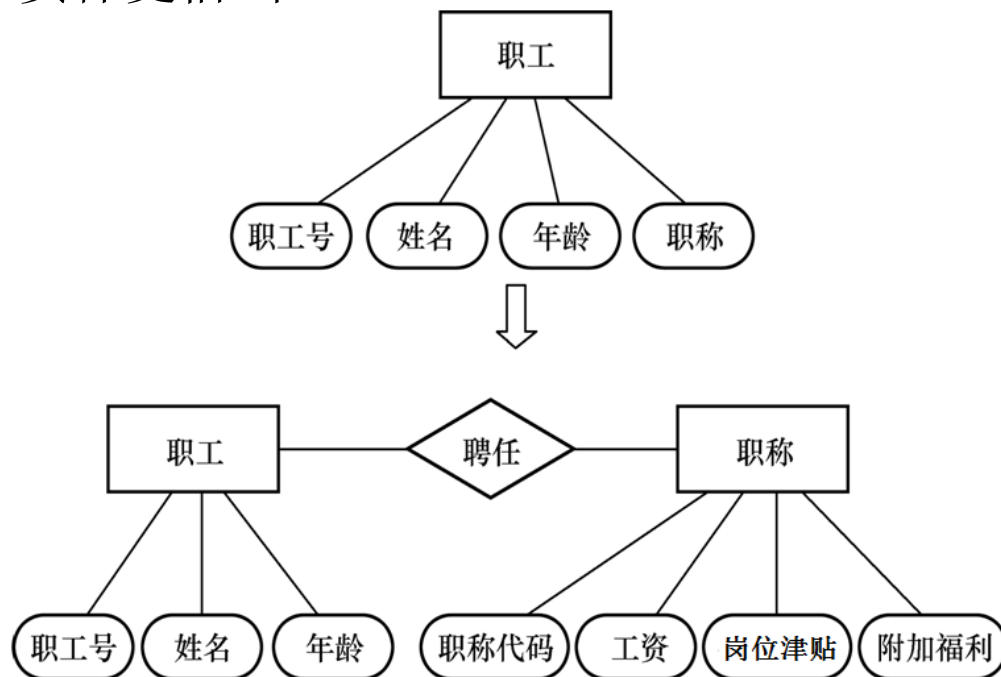 职工
职工号 姓名 年龄 职称
职工 聘任 职称
职工号 姓名 年龄 职称代码 工资 岗位津贴 附加福利